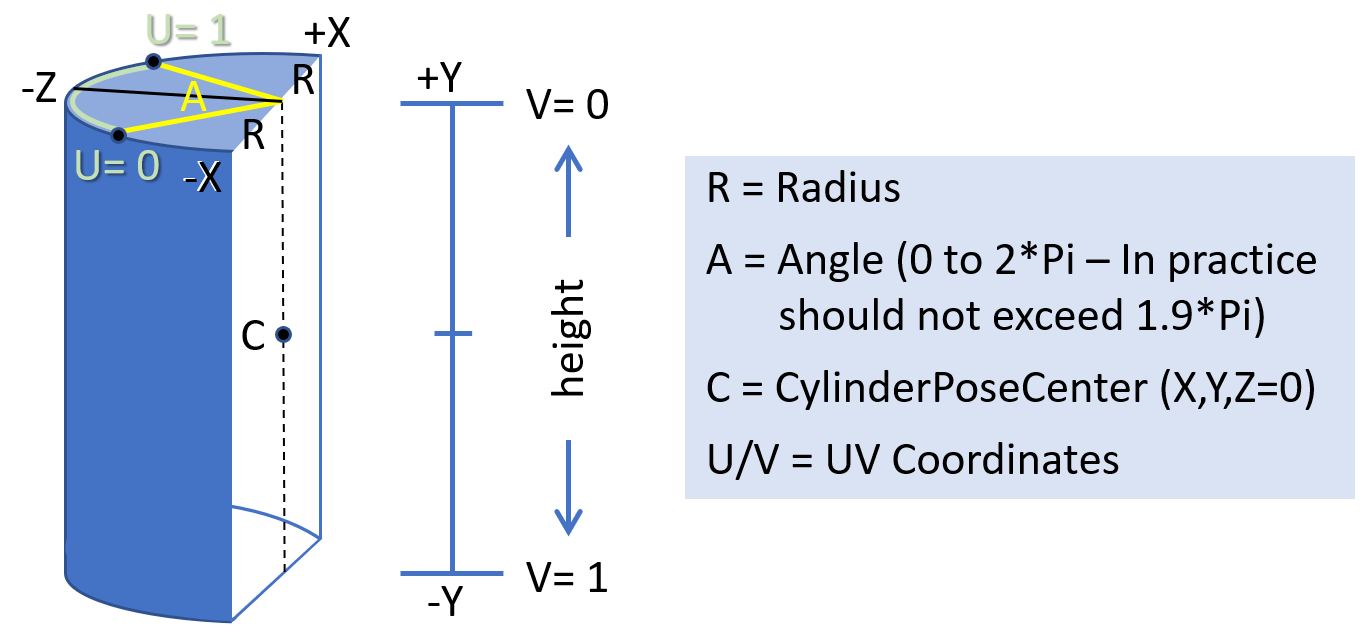 U= 1
+X
-Z
R
A
R
U= 0
-X
C
+Y
V= 0
height
V= 1
-Y
R = Radius
A = Angle (0 to 2*Pi – In practice
should not exceed 1.9*Pi)
C = CylinderPoseCenter (X,Y,Z=0)
U/V = UV Coordinates